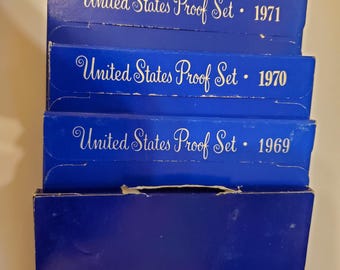 United States Proof Set · 1971
United States Proof Set · 1970
United States Proof Set · 1969